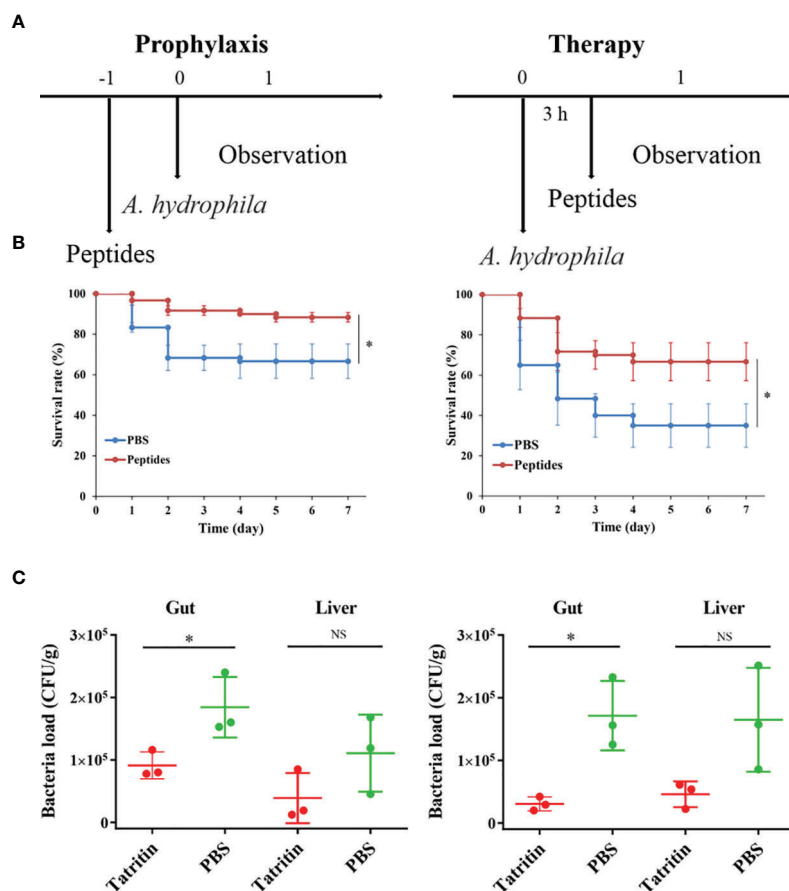 A
Prophylaxis
-1 0 1
Observation
A. hydrophila
Peptides
Therapy
0 1
3 h
Observation
Peptides
A. hydrophila
B
Survival rate (%)
100
80
60
40
20
0
*
PBS
Peptides
0 1 2 3 4 5 6 7
Time (day)
Survival rate (%)
100
80
60
40
20
0
*
PBS
Peptides
0 1 2 3 4 5 6 7
Time (day)
C
Gut Liver
Bacteria load (CFU/g)
3×10⁵
2×10⁵
1×10⁵
0
* NS
Tatritin PBS Tatritin PBS
Gut Liver
Bacteria load (CFU/g)
3×10⁵
2×10⁵
1×10⁵
0
* NS
Tatritin PBS Tatritin PBS